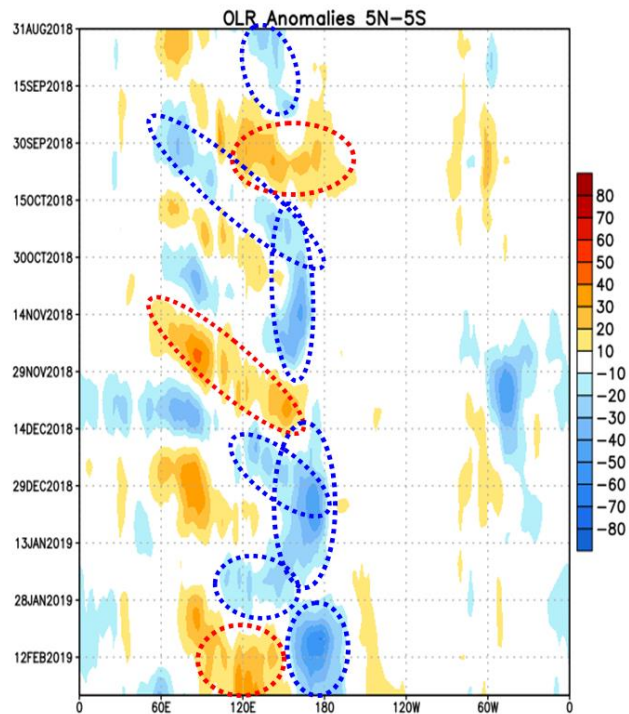 OLR Anomalies 5N-5S
31AUG2018
15SEP2018
30SEP2018
15OCT2018
30OCT2018
14NOV2018
29NOV2018
14DEC2018
29DEC2018
13JAN2019
28JAN2019
12FEB2019
0 60E 120E 180 120W 60W 0
80
70
60
50
40
30
20
10
-10
-20
-30
-40
-50
-60
-70
-80